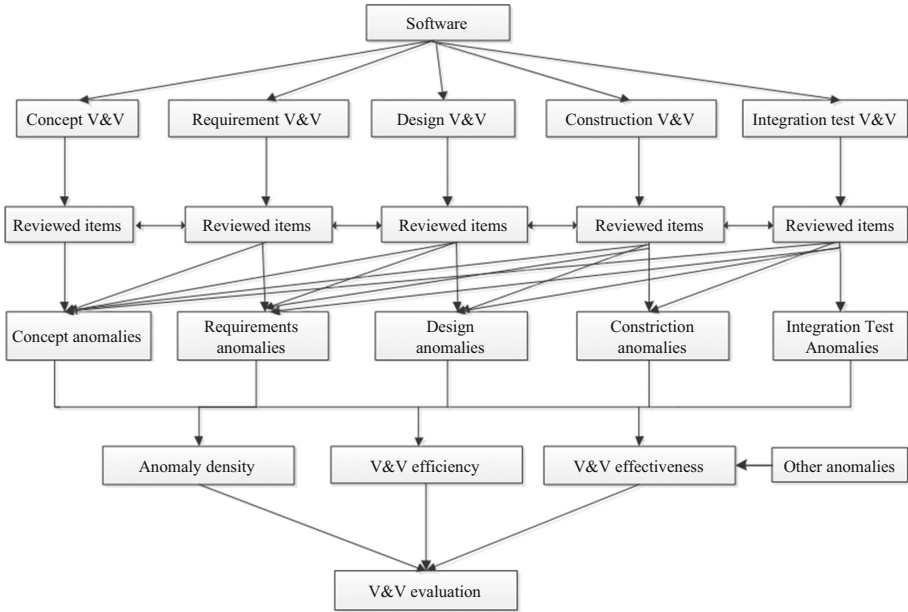 Software
Concept V&V
Requirement V&V
Design V&V
Construction V&V
Integration test V&V
Reviewed items
Reviewed items
Reviewed items
Reviewed items
Reviewed items
Concept anomalies
Requirements
anomalies
Design
anomalies
Constriction
anomalies
Integration Test
Anomalies
Anomaly density
V&V efficiency
V&V effectiveness
Other anomalies
V&V evaluation